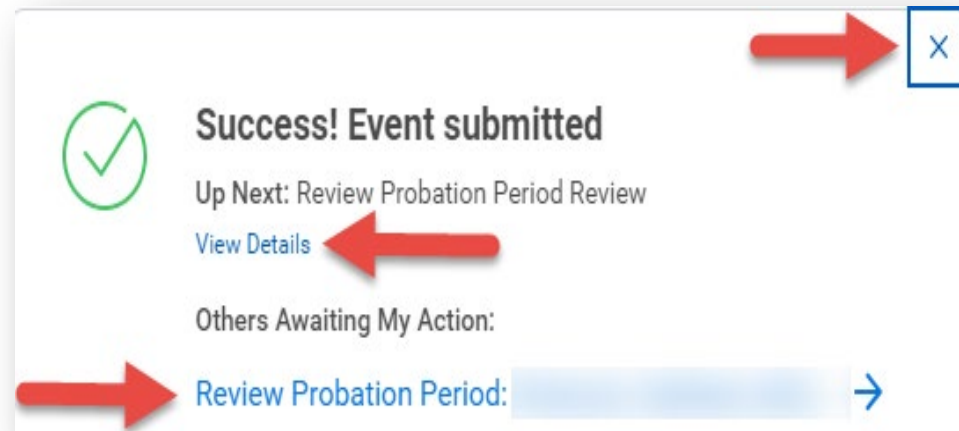 X
Success! Event submitted
Up Next: Review Probation Period Review
View Details
Others Awaiting My Action:
Review Probation Period: